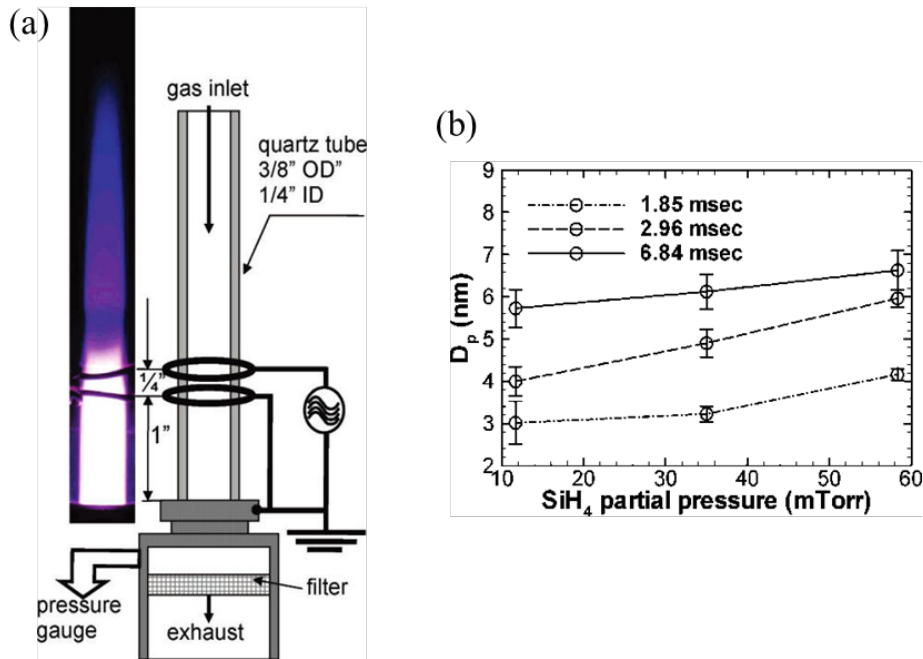 (a)
gas inlet
quartz tube
3/8” OD”
1/4” ID
¼”
1”
filter
pressure
gauge
exhaust
(b)
9
8
7
6
5
4
3
2
D_p (nm)
1.85 msec
2.96 msec
6.84 msec
10 20 30 40 50 60
SiH₄ partial pressure (mTorr)